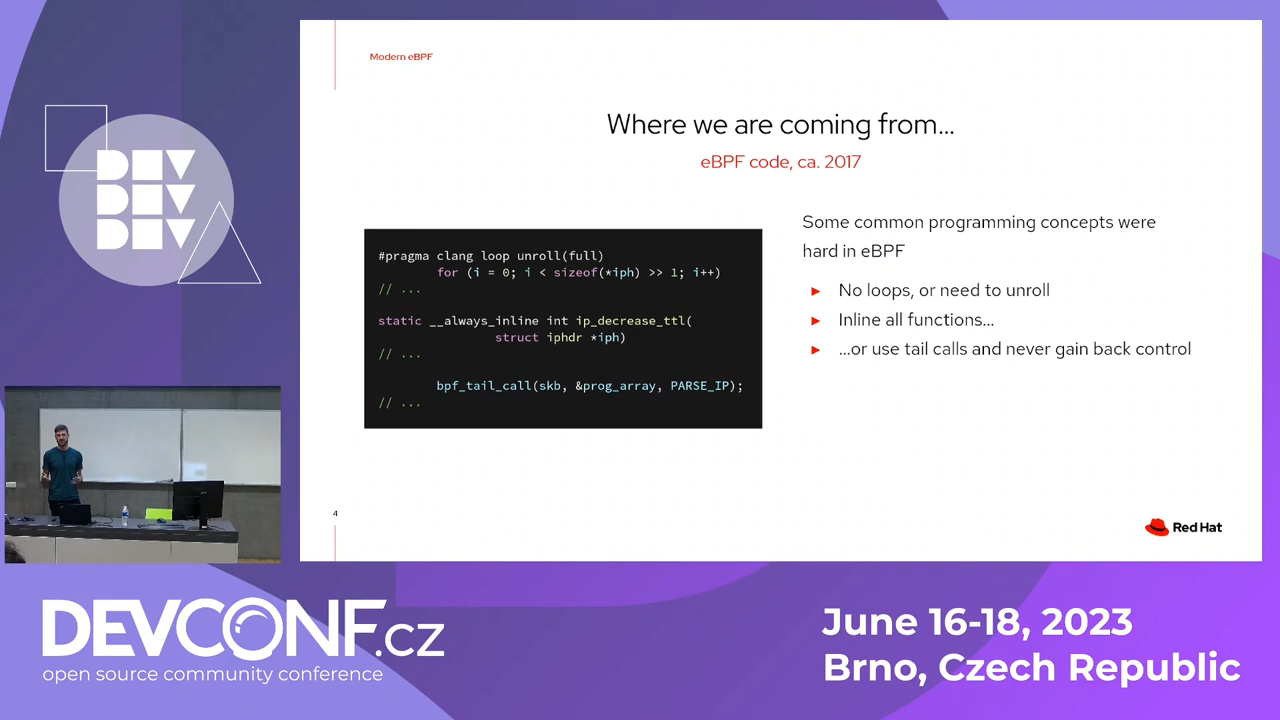 Modern eBPF
Where we are coming from...
eBPF code, ca. 2017
#pragma clang loop unroll(full)
for (i = 0; i < sizeof(*iph) >> 1; i++)
// ...
static __always_inline int ip_decrease_ttl(
struct iphdr *iph)
// ...
bpf_tail_call(skb, &prog_array, PARSE_IP);
// ...
Some common programming concepts were
hard in eBPF
► No loops, or need to unroll
► Inline all functions...
► ...or use tail calls and never gain back control
4
Red Hat
DEV
DEV
DEV
DEVCONF.cz
open source community conference
June 16-18, 2023
Brno, Czech Republic